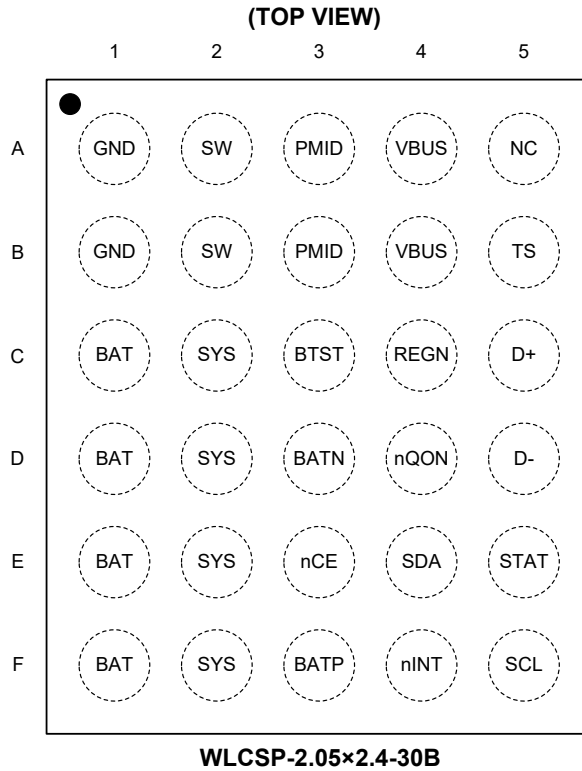 (TOP VIEW)
1 2 3 4 5
A GND SW PMID VBUS NC
B GND SW PMID VBUS TS
C BAT SYS BTST REGN D+
D BAT SYS BATN nQON D-
E BAT SYS nCE SDA STAT
F BAT SYS BATP nINT SCL
WLCSP-2.05×2.4-30B